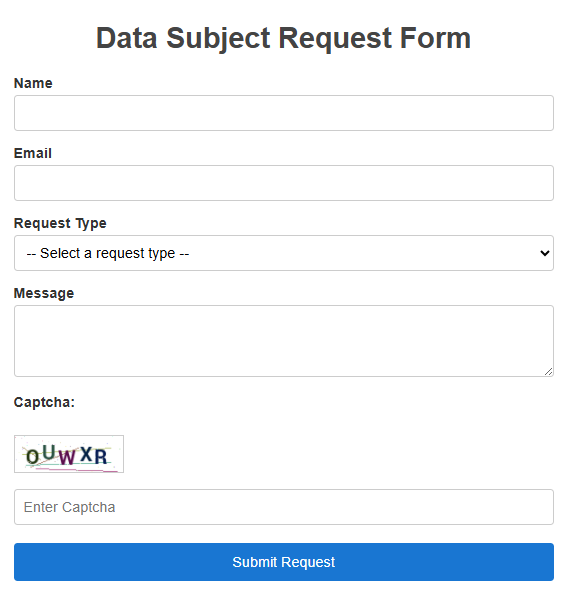 Data Subject Request Form
Name
Email
Request Type
-- Select a request type --
Message
Captcha:
OUWXR
Enter Captcha
Submit Request